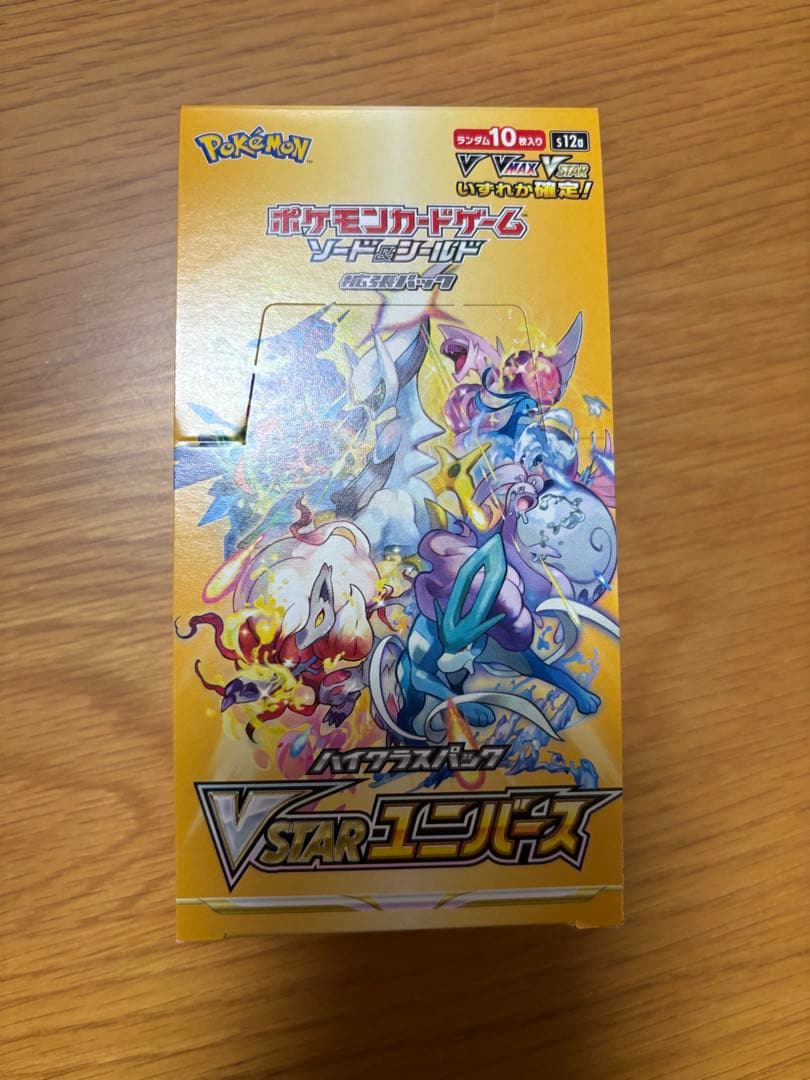 Pokémon
ランダム10枚入り s12a
V VMAX VSTAR
いずれか確定!
ポケモンカードゲーム
ソード&シールド
拡張パック
ハイクラスパック
VSTARユニバース